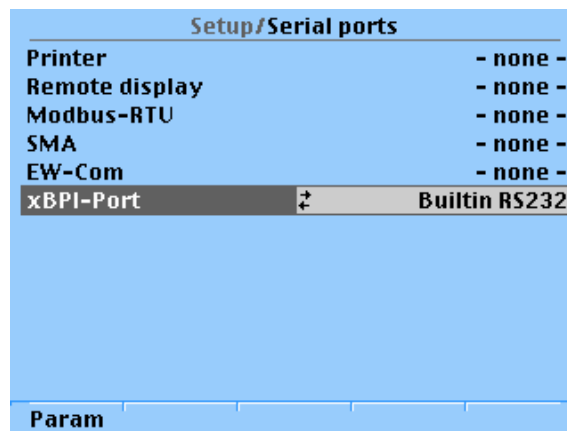 Setup/Serial ports
Printer - none -
Remote display - none -
Modbus-RTU - none -
SMA - none -
EW-Com - none -
xBPI-Port Builtin RS232
Param